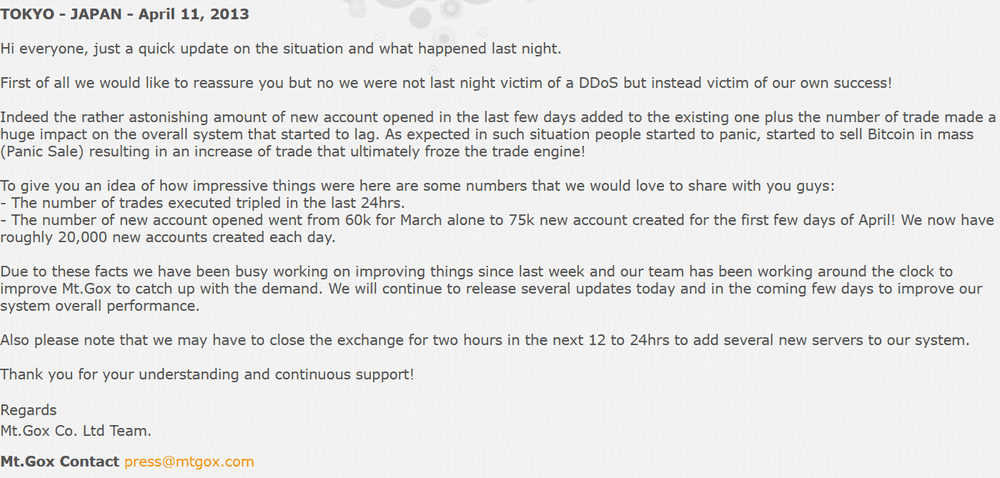 TOKYO - JAPAN - April 11, 2013
Hi everyone, just a quick update on the situation and what happened last night.
First of all we would like to reassure you but no we were not last night victim of a DDoS but instead victim of our own success!
Indeed the rather astonishing amount of new account opened in the last few days added to the existing one plus the number of trade made a
huge impact on the overall system that started to lag. As expected in such situation people started to panic, started to sell Bitcoin in mass
(Panic Sale) resulting in an increase of trade that ultimately froze the trade engine!
To give you an idea of how impressive things were here are some numbers that we would love to share with you guys:
- The number of trades executed tripled in the last 24hrs.
- The number of new account opened went from 60k for March alone to 75k new account created for the first few days of April! We now have
roughly 20,000 new accounts created each day.
Due to these facts we have been busy working on improving things since last week and our team has been working around the clock to
improve Mt.Gox to catch up with the demand. We will continue to release several updates today and in the coming few days to improve our
system overall performance.
Also please note that we may have to close the exchange for two hours in the next 12 to 24hrs to add several new servers to our system.
Thank you for your understanding and continuous support!
Regards
Mt.Gox Co. Ltd Team.
Mt.Gox Contact press@mtgox.com